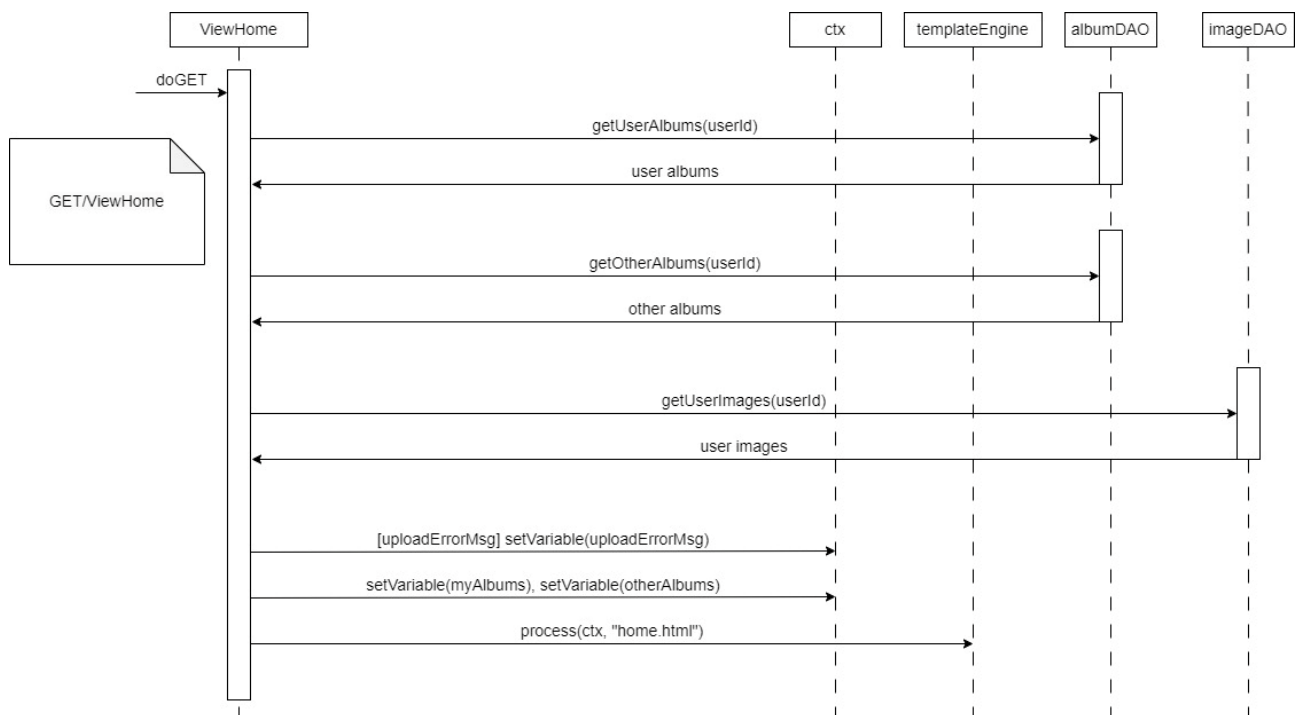 ViewHome
ctx
templateEngine
albumDAO
imageDAO
doGET
getUserAlbums(userId)
user albums
GET/ViewHome
getOtherAlbums(userId)
other albums
getUserImages(userId)
user images
[uploadErrorMsg] setVariable(uploadErrorMsg)
setVariable(myAlbums), setVariable(otherAlbums)
process(ctx, "home.html")